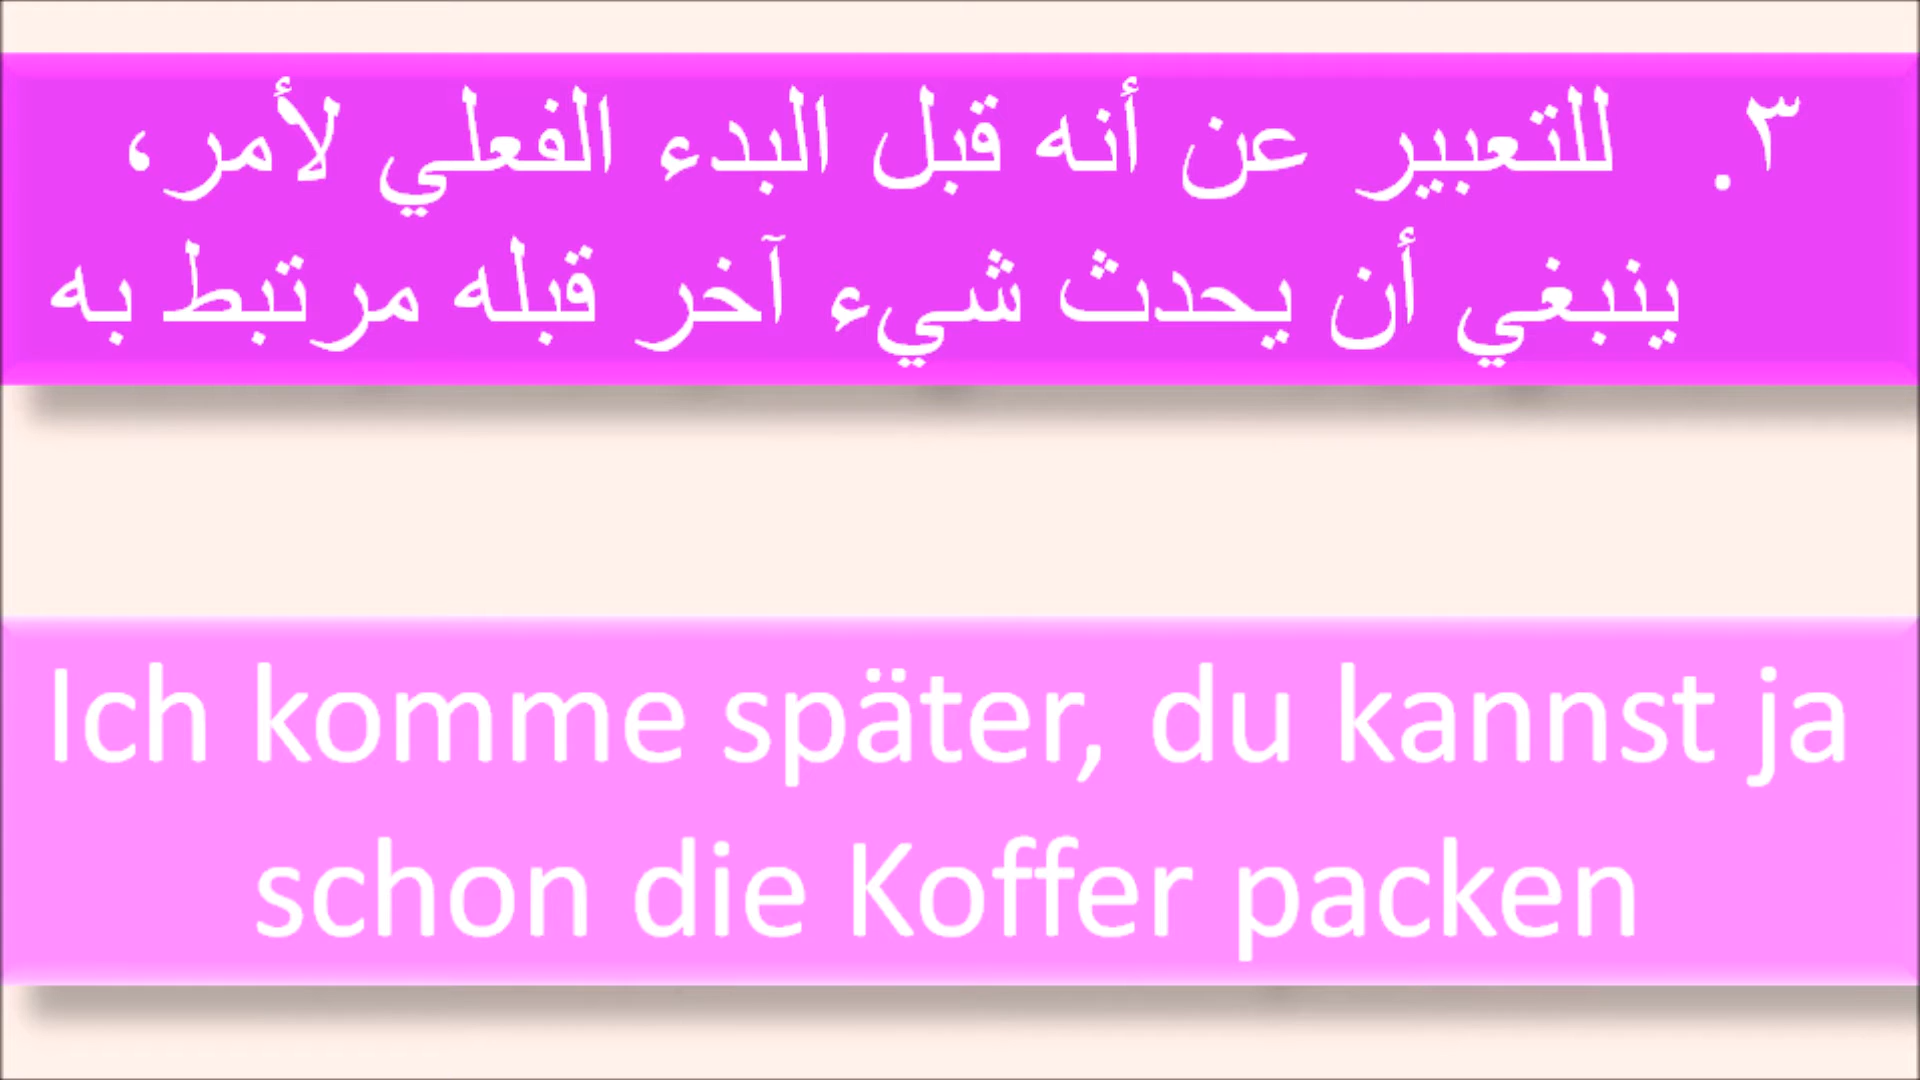 ٣. للتعبير عن أنه قبل البدء الفعلي لأمر،
ينبغي أن يحدث شيء آخر قبله مرتبط به
Ich komme später, du kannst ja
schon die Koffer packen